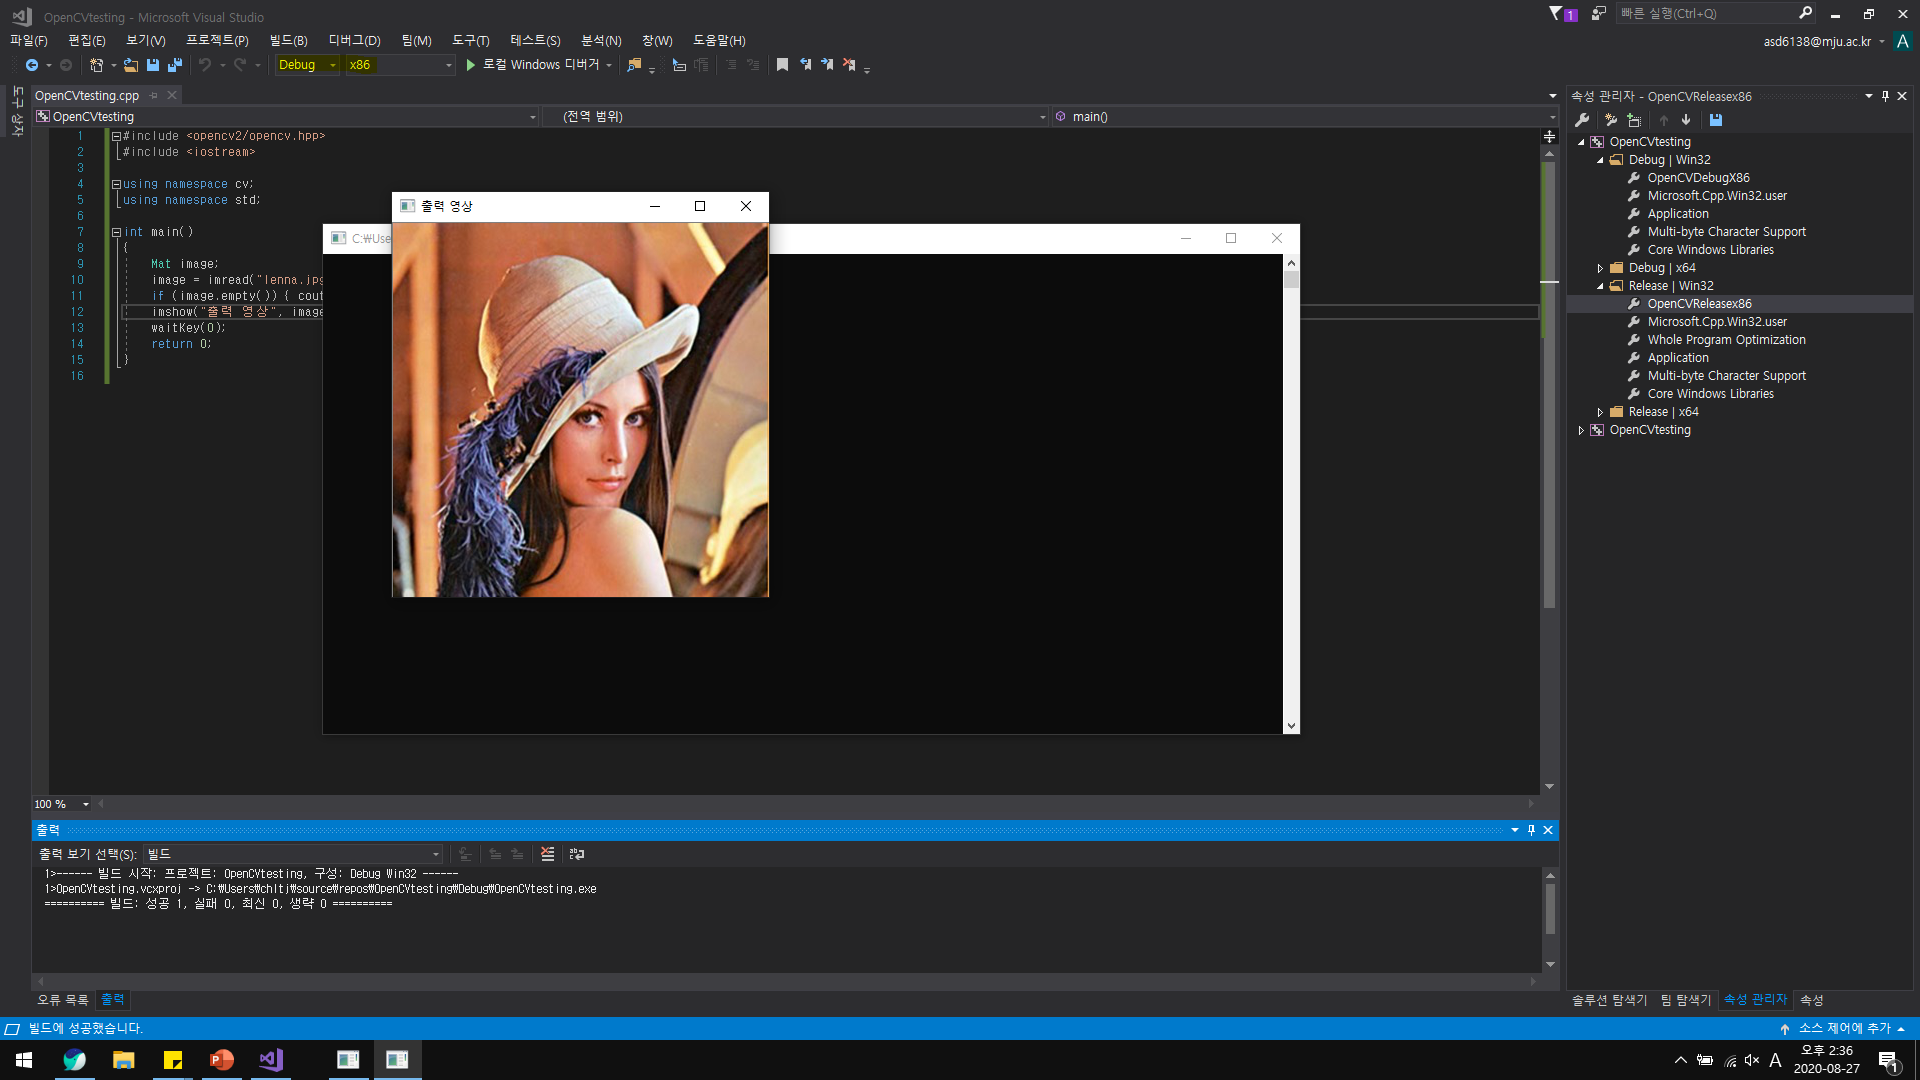 OpenCVtesting - Microsoft Visual Studio
1
빠른 실행(Ctrl+Q)
파일(F) 편집(E) 보기(V) 프로젝트(P) 빌드(B) 디버그(D) 팀(M) 도구(T) 테스트(S) 분석(N) 창(W) 도움말(H)
asd6138@mju.ac.kr A
Debug x86 로컬 Windows 디버거
도구 상자
OpenCVtesting.cpp
OpenCVtesting (전역 범위) main()
1 #include <opencv2/opencv.hpp>
2 #include <iostream>
3
4 using namespace cv;
5 using namespace std;
6
7 int main()
8 {
9 Mat image;
10 image = imread("lenna.jpg
11 if (image.empty()) { cout
12 imshow("출력 영상", image
13 waitKey(0);
14 return 0;
15 }
16
출력 영상
C:₩Use
속성 관리자 - OpenCVReleasex86
OpenCVtesting
Debug | Win32
OpenCVDebugX86
Microsoft.Cpp.Win32.user
Application
Multi-byte Character Support
Core Windows Libraries
Debug | x64
Release | Win32
OpenCVReleasex86
Microsoft.Cpp.Win32.user
Whole Program Optimization
Application
Multi-byte Character Support
Core Windows Libraries
Release | x64
OpenCVtesting
100 %
출력
출력 보기 선택(S): 빌드
1>------ 빌드 시작: 프로젝트: OpenCVtesting, 구성: Debug Win32 ------
1>OpenCVtesting.vcxproj -> C:₩Users₩chltj₩source₩repos₩OpenCVtesting₩Debug₩OpenCVtesting.exe
========== 빌드: 성공 1, 실패 0, 최신 0, 생략 0 ==========
오류 목록 출력
솔루션 탐색기 팀 탐색기 속성 관리자 속성
빌드에 성공했습니다.
소스 제어에 추가
A
오후 2:36
2020-08-27
1